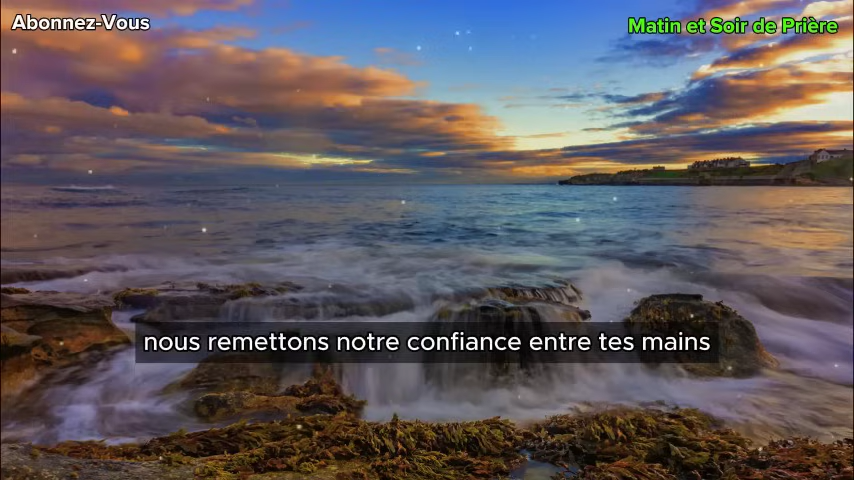 Abonnez-Vous
Matin et Soir de Prière
nous remettons notre confiance entre tes mains